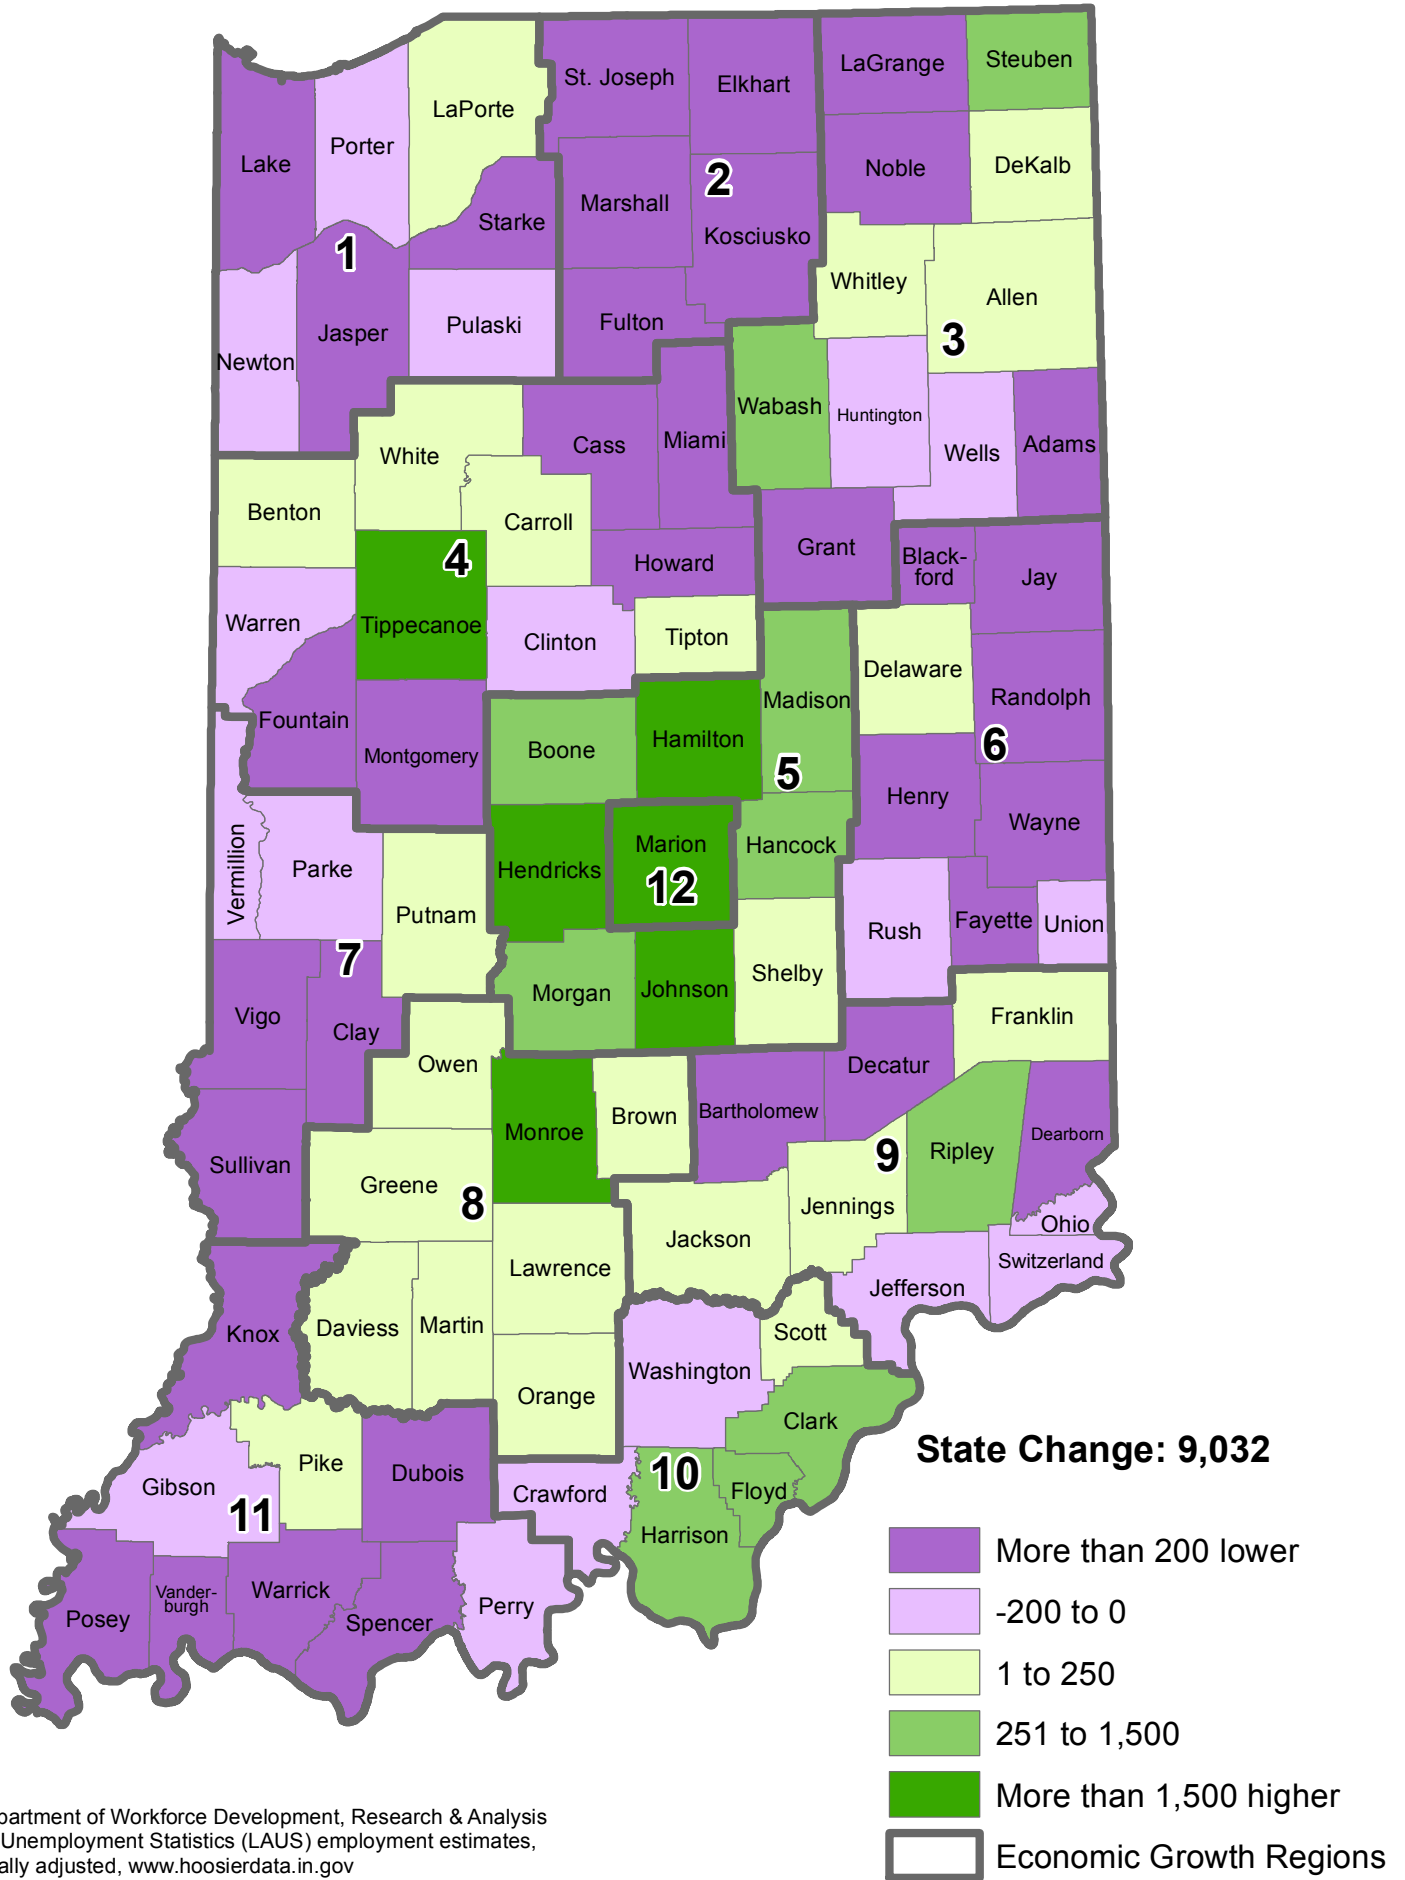 St. Joseph
Elkhart
LaGrange
Steuben
LaPorte
Lake
Porter
Noble
DeKalb
2
Marshall
Starke
Kosciusko
1
Whitley
Allen
Jasper
Pulaski
Fulton
3
Newton
Wabash
Huntington
White
Cass
Miami
Wells
Adams
Benton
Carroll
4
Howard
Grant
Black-
ford
Jay
Warren
Tippecanoe
Clinton
Tipton
Delaware
Fountain
Madison
Randolph
Montgomery
Boone
Hamilton
5
6
Henry
Wayne
Vermillion
Parke
Hendricks
Marion
12
Hancock
Putnam
Rush
Fayette
Union
7
Shelby
Vigo
Clay
Morgan
Johnson
Franklin
Owen
Decatur
Monroe
Brown
Bartholomew
Dearborn
Sullivan
Greene
8
9
Ripley
Jennings
Jackson
Ohio
Switzerland
Lawrence
Jefferson
Knox
Daviess
Martin
Scott
Washington
Orange
Clark
Pike
Dubois
Gibson
11
Crawford
10
Floyd
Harrison
Vander-
burgh
Warrick
Posey
Spencer
Perry
State Change: 9,032
More than 200 lower
-200 to 0
1 to 250
251 to 1,500
More than 1,500 higher
Economic Growth Regions
partment of Workforce Development, Research & Analysis
Unemployment Statistics (LAUS) employment estimates,
ally adjusted, www.hoosierdata.in.gov